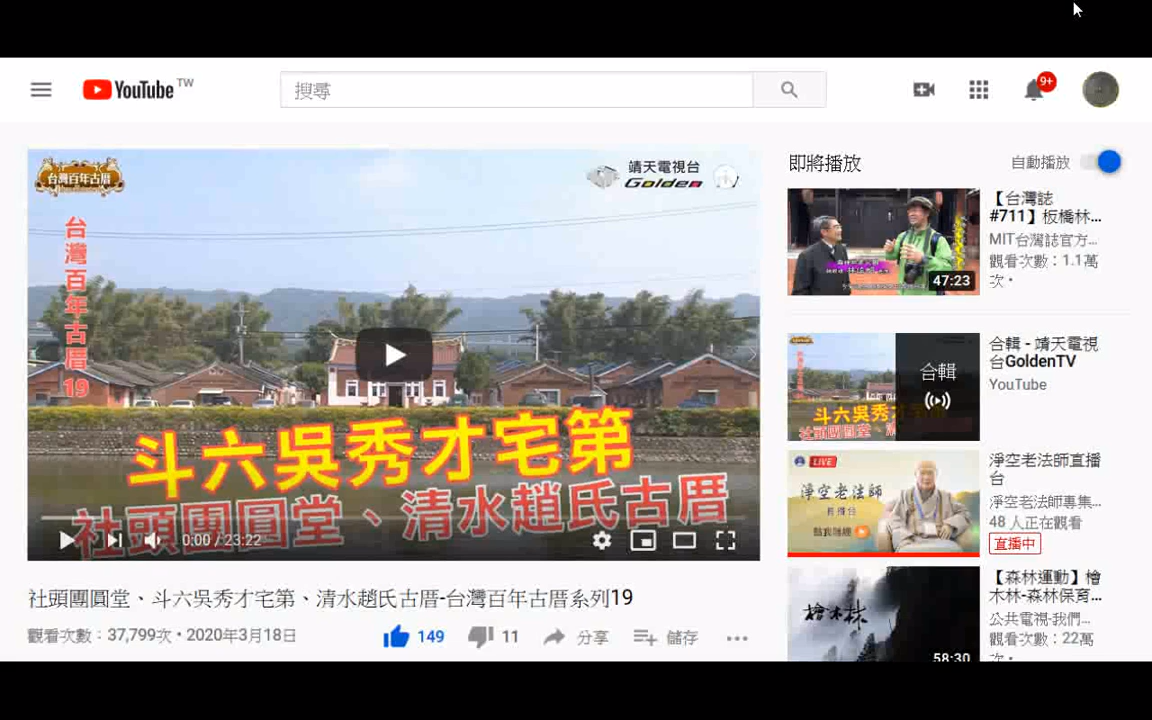 YouTube TW
搜尋
9+
台灣百年古厝
靖天電視台
Golden
台灣百年古厝19
斗六吳秀才宅第
社頭團圓堂、清水趙氏古厝
0:00 / 23:22
社頭團圓堂、斗六吳秀才宅第、清水趙氏古厝-台灣百年古厝系列19
觀看次數：37,799次 • 2020年3月18日
149
11
分享
儲存
即將播放
自動播放
47:23
【台灣誌
#711】板橋林...
MIT台灣誌官方...
觀看次數：1.1萬
次 •
斗六吳秀
合輯
合輯 - 靖天電視
台GoldenTV
YouTube
LIVE
淨空老法師
淨空老法師直播
台
淨空老法師專集...
48 人正在觀看
直播中
檜木林
58:30
【森林運動】檜
木林-森林保育...
公共電視-我們...
觀看次數：22萬
次 •